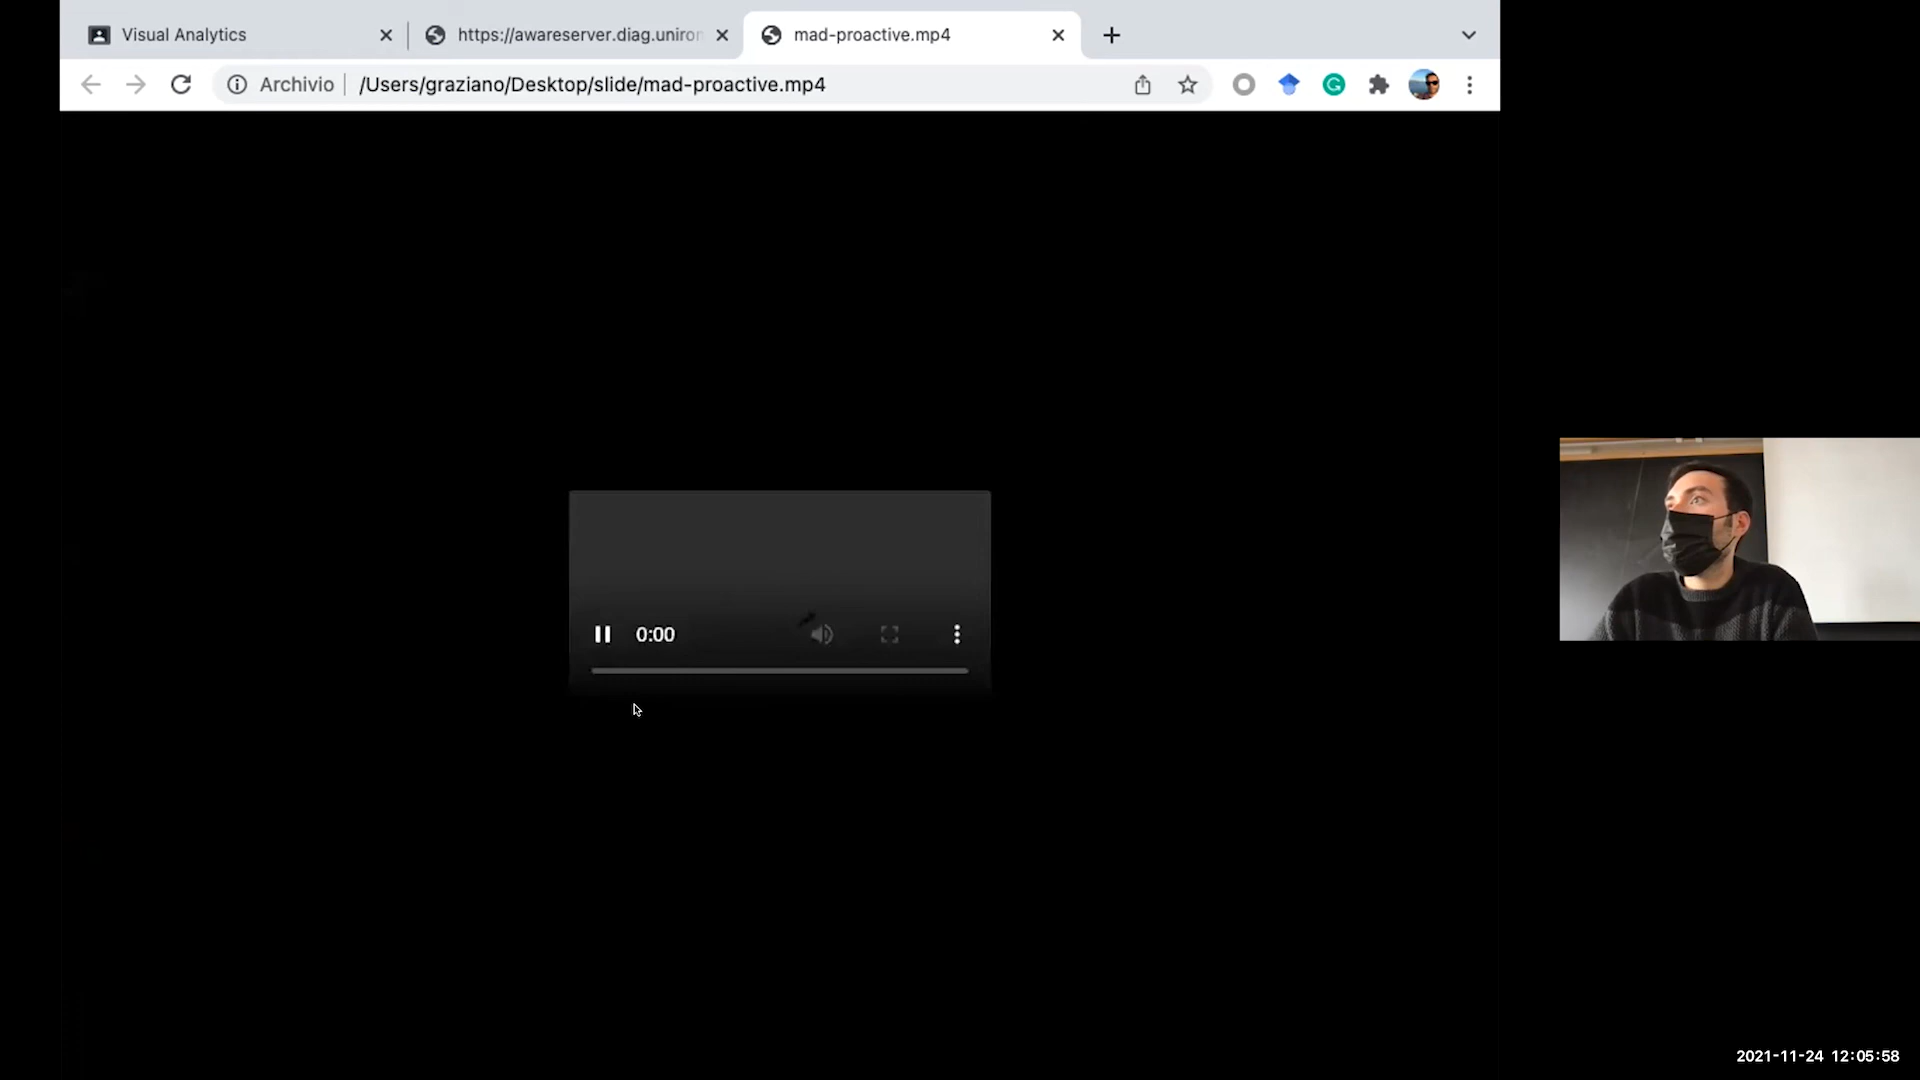 Visual Analytics
https://awareserver.diag.uniron
mad-proactive.mp4
Archivio
/Users/graziano/Desktop/slide/mad-proactive.mp4
0:00
2021-11-24 12:05:58